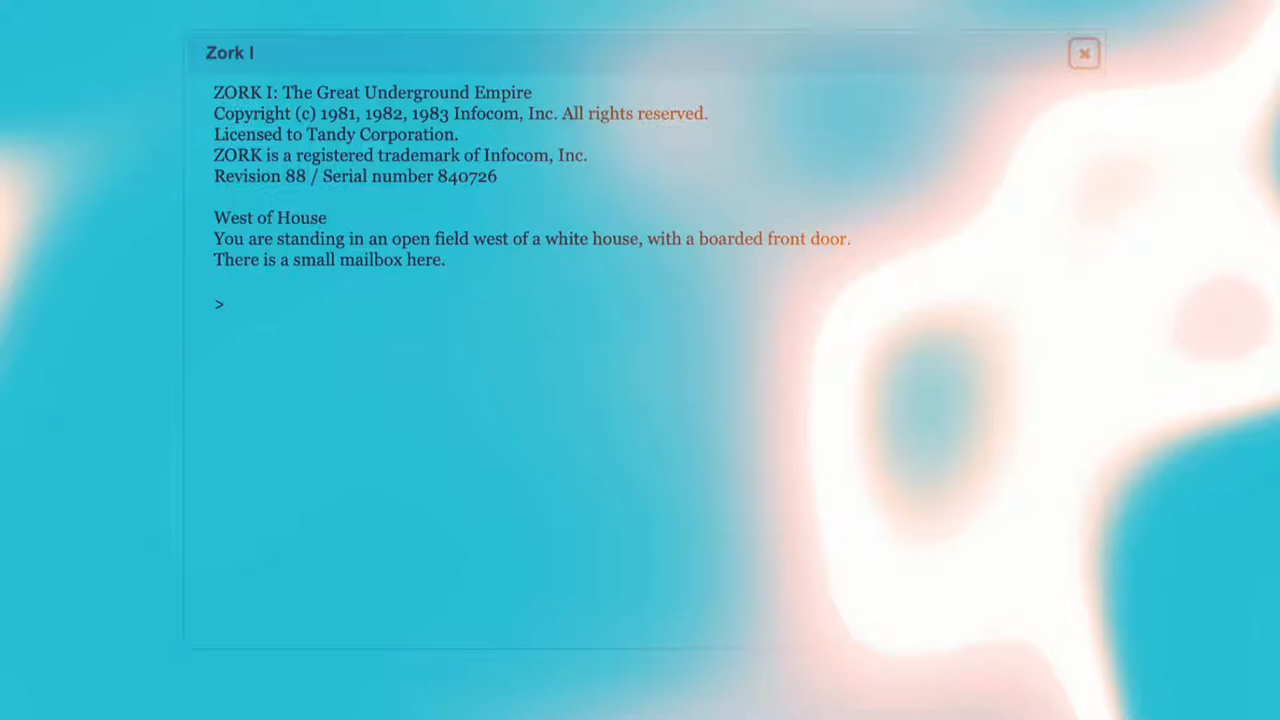 Zork I
ZORK I: The Great Underground Empire
Copyright (c) 1981, 1982, 1983 Infocom, Inc. All rights reserved.
Licensed to Tandy Corporation.
ZORK is a registered trademark of Infocom, Inc.
Revision 88 / Serial number 840726
West of House
You are standing in an open field west of a white house, with a boarded front door.
There is a small mailbox here.
>